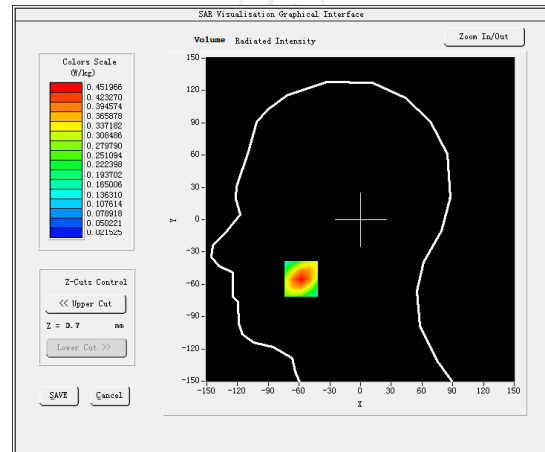 SAR Visualisation Graphical Interface
Volume Radiated Intensity
Zoom In/Out
Colors Scale
(W/kg)
0.451966
0.423270
0.394574
0.365878
0.337182
0.308486
0.279790
0.251094
0.222398
0.193702
0.165006
0.136310
0.107614
0.078918
0.050221
0.021525
Z-Cuts Control
<< Upper Cut
Z = 0.7 mm
Lower Cut >>
SAVE Cancel
150
120
90
60
30
0
-30
-60
-90
-120
-150
Y
-150 -120 -90 -60 -30 0 30 60 90 120 150
X